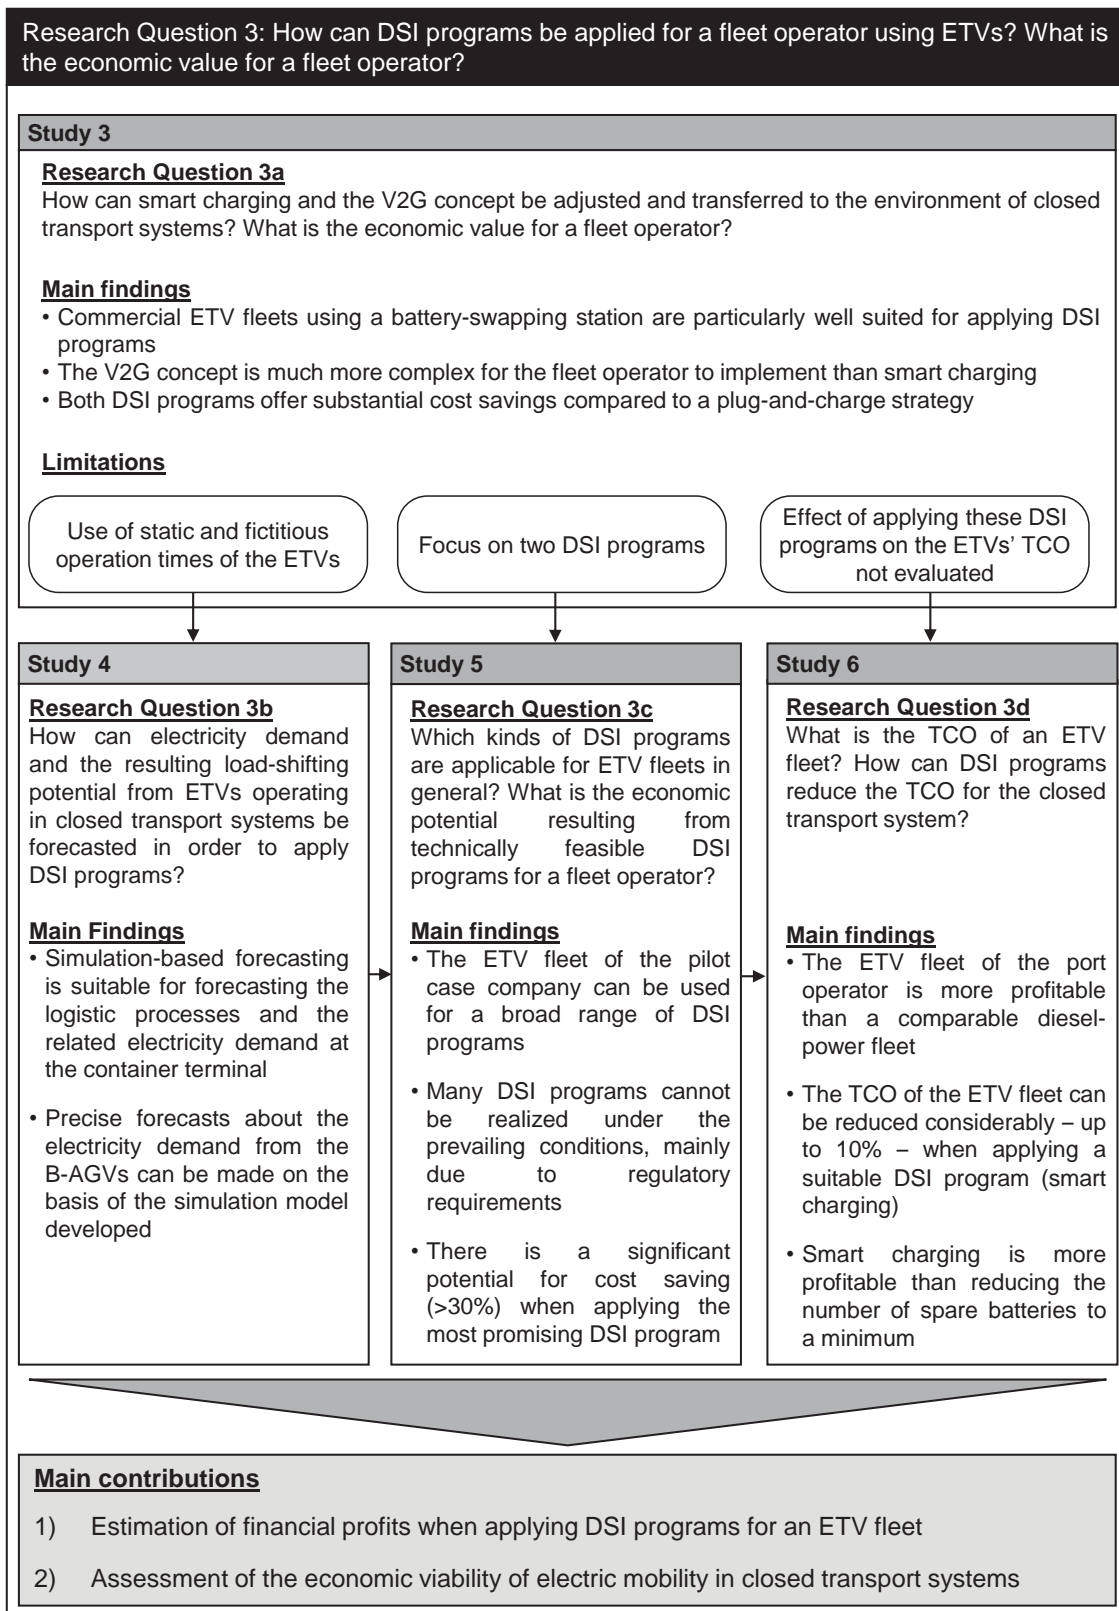 Research Question 3: How can DSI programs be applied for a fleet operator using ETVs? What is
the economic value for a fleet operator?
Study 3
Research Question 3a
How can smart charging and the V2G concept be adjusted and transferred to the environment of closed
transport systems? What is the economic value for a fleet operator?
Main findings
• Commercial ETV fleets using a battery-swapping station are particularly well suited for applying DSI
programs
• The V2G concept is much more complex for the fleet operator to implement than smart charging
• Both DSI programs offer substantial cost savings compared to a plug-and-charge strategy
Limitations
Use of static and fictitious
operation times of the ETVs
Focus on two DSI programs
Effect of applying these DSI
programs on the ETVs' TCO
not evaluated
Study 4
Research Question 3b
How can electricity demand
and the resulting load-shifting
potential from ETVs operating
in closed transport systems be
forecasted in order to apply
DSI programs?
Main Findings
• Simulation-based forecasting
is suitable for forecasting the
logistic processes and the
related electricity demand at
the container terminal
• Precise forecasts about the
electricity demand from the
B-AGVs can be made on the
basis of the simulation model
developed
Study 5
Research Question 3c
Which kinds of DSI programs
are applicable for ETV fleets in
general? What is the economic
potential resulting from
technically feasible DSI
programs for a fleet operator?
Main findings
• The ETV fleet of the pilot
case company can be used
for a broad range of DSI
programs
• Many DSI programs cannot
be realized under the
prevailing conditions, mainly
due to regulatory
requirements
• There is a significant
potential for cost saving
(>30%) when applying the
most promising DSI program
Study 6
Research Question 3d
What is the TCO of an ETV
fleet? How can DSI programs
reduce the TCO for the closed
transport system?
Main findings
• The ETV fleet of the port
operator is more profitable
than a comparable diesel-
power fleet
• The TCO of the ETV fleet can
be reduced considerably – up
to 10% – when applying a
suitable DSI program (smart
charging)
• Smart charging is more
profitable than reducing the
number of spare batteries to
a minimum
Main contributions
1) Estimation of financial profits when applying DSI programs for an ETV fleet
2) Assessment of the economic viability of electric mobility in closed transport systems